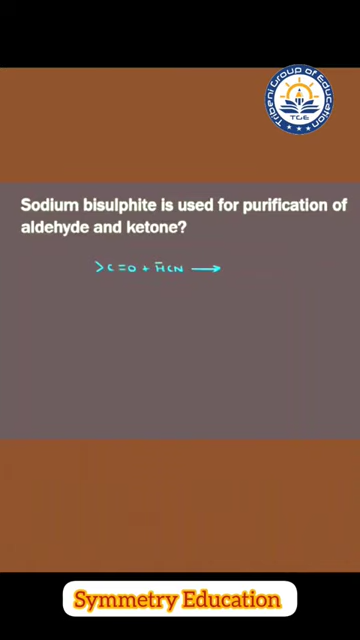 Tribeni Group of Education
TGE
Sodium bisulphite is used for purification of
aldehyde and ketone?
>C=O + HCN →
Symmetry Education